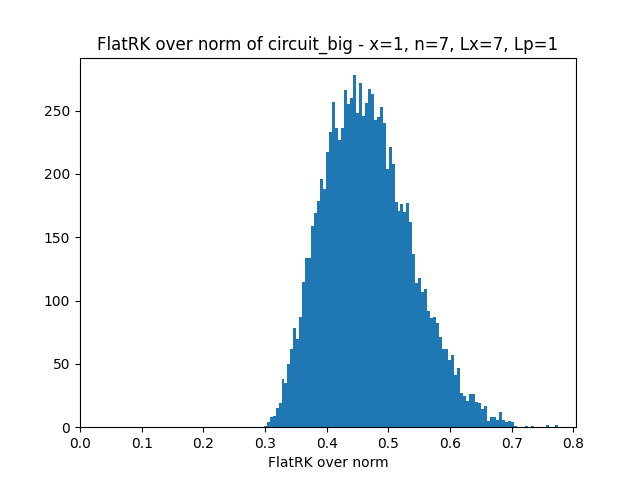 FlatRK over norm of circuit_big - x=1, n=7, Lx=7, Lp=1
250
200
150
100
50
0
0.0 0.1 0.2 0.3 0.4 0.5 0.6 0.7 0.8
FlatRK over norm